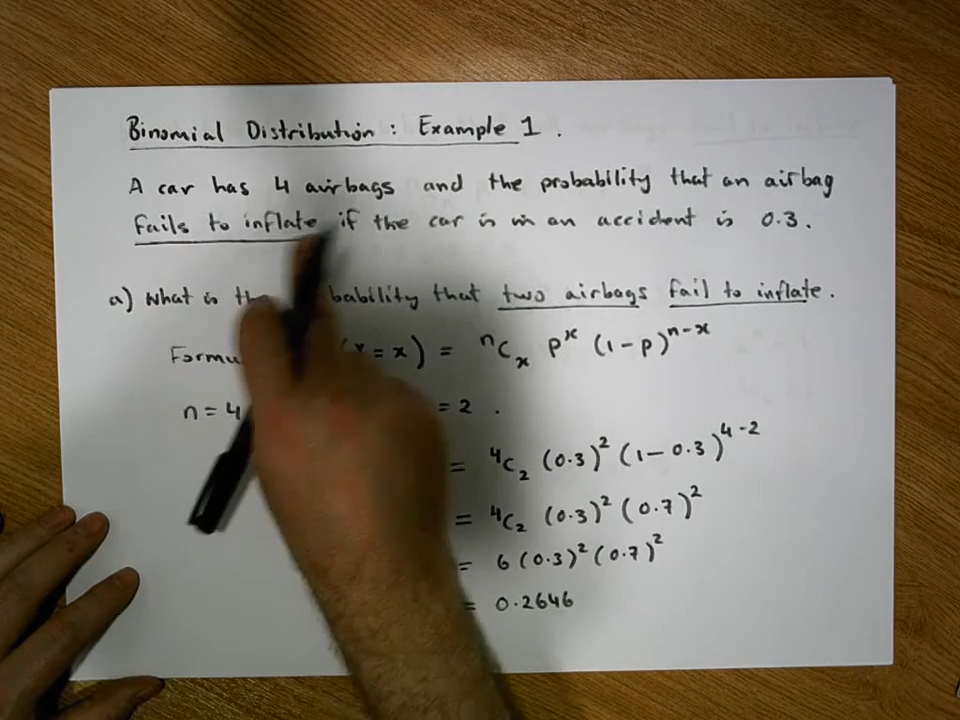 Binomial Distribution : Example 1 .
A car has 4 airbags and the probability that an airbag
fails to inflate if the car is in an accident is 0.3 .
a) What is that two airbags fail to inflate .
= x) = ⁿCₓ pˣ (1-p)ⁿ⁻ˣ
n = 4 = 2 .
= ⁴C₂ (0.3)² (1-0.3)⁴⁻²
= ⁴C₂ (0.3)² (0.7)²
= 6 (0.3)² (0.7)²
= 0.2646